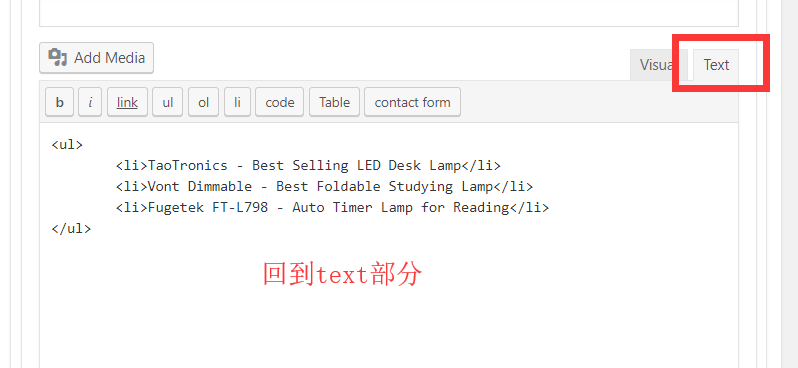 Add Media
Visua
Text
b i link ul ol li code Table contact form
<ul>
<li>TaoTronics - Best Selling LED Desk Lamp</li>
<li>Vont Dimmable - Best Foldable Studying Lamp</li>
<li>Fugetek FT-L798 - Auto Timer Lamp for Reading</li>
</ul>
回到text部分